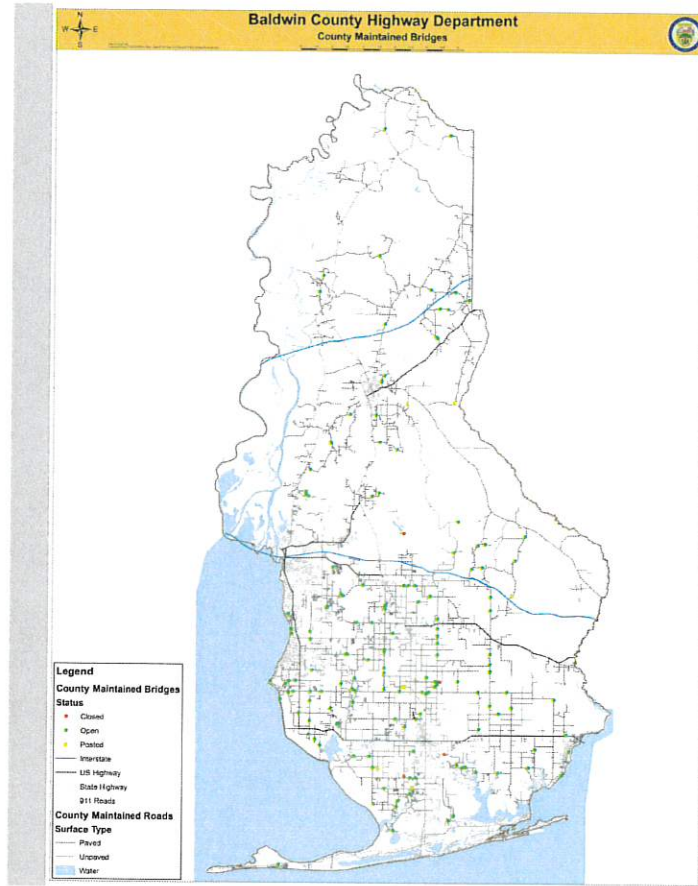 Baldwin County Highway Department
County Maintained Bridges
N
W E
S
Legend
County Maintained Bridges
Status
Closed
Open
Posted
Interstate
US Highway
State Highway
911 Roads
County Maintained Roads
Surface Type
Paved
Unpaved
Water